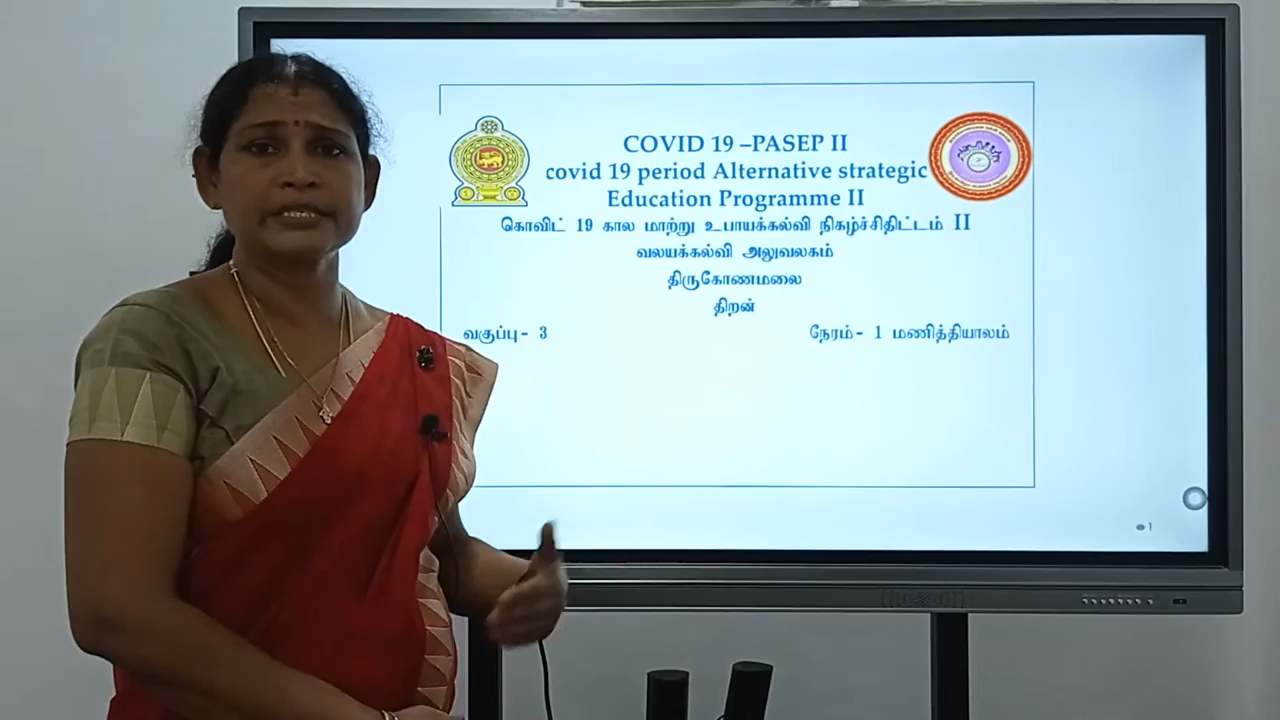 COVID 19 –PASEP II
covid 19 period Alternative strategic
Education Programme II
கொவிட் 19 கால மாற்று உபாயக்கல்வி நிகழ்ச்சிதிட்டம் II
வலயக்கல்வி அலுவலகம்
திருகோணமலை
திறன்
வகுப்பு - 3 நேரம் - 1 மணித்தியாலம்
1